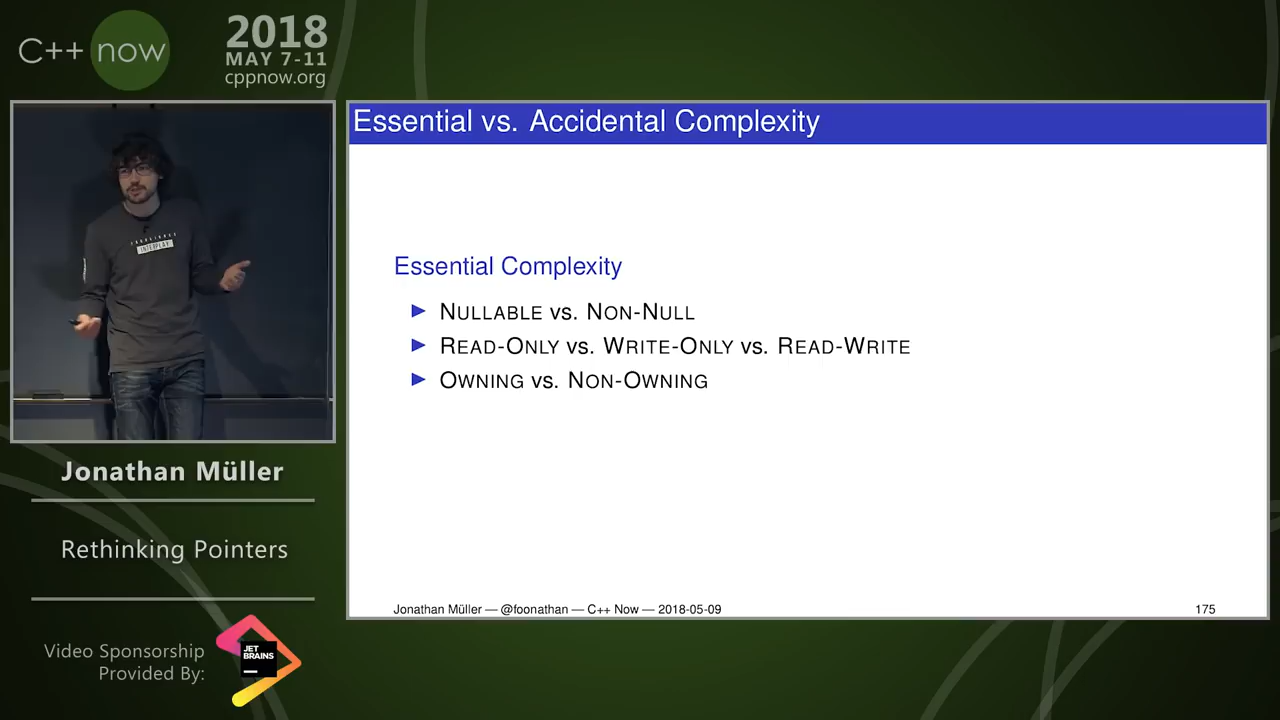 C++ now
2018
MAY 7-11
cppnow.org
Essential vs. Accidental Complexity
Essential Complexity
NULLABLE vs. NON-NULL
READ-ONLY vs. WRITE-ONLY vs. READ-WRITE
OWNING vs. NON-OWNING
Jonathan Müller — @foonathan — C++ Now — 2018-05-09
175
INTERPLAY
Jonathan Müller
Rethinking Pointers
Video Sponsorship
Provided By:
JET
BRAINS